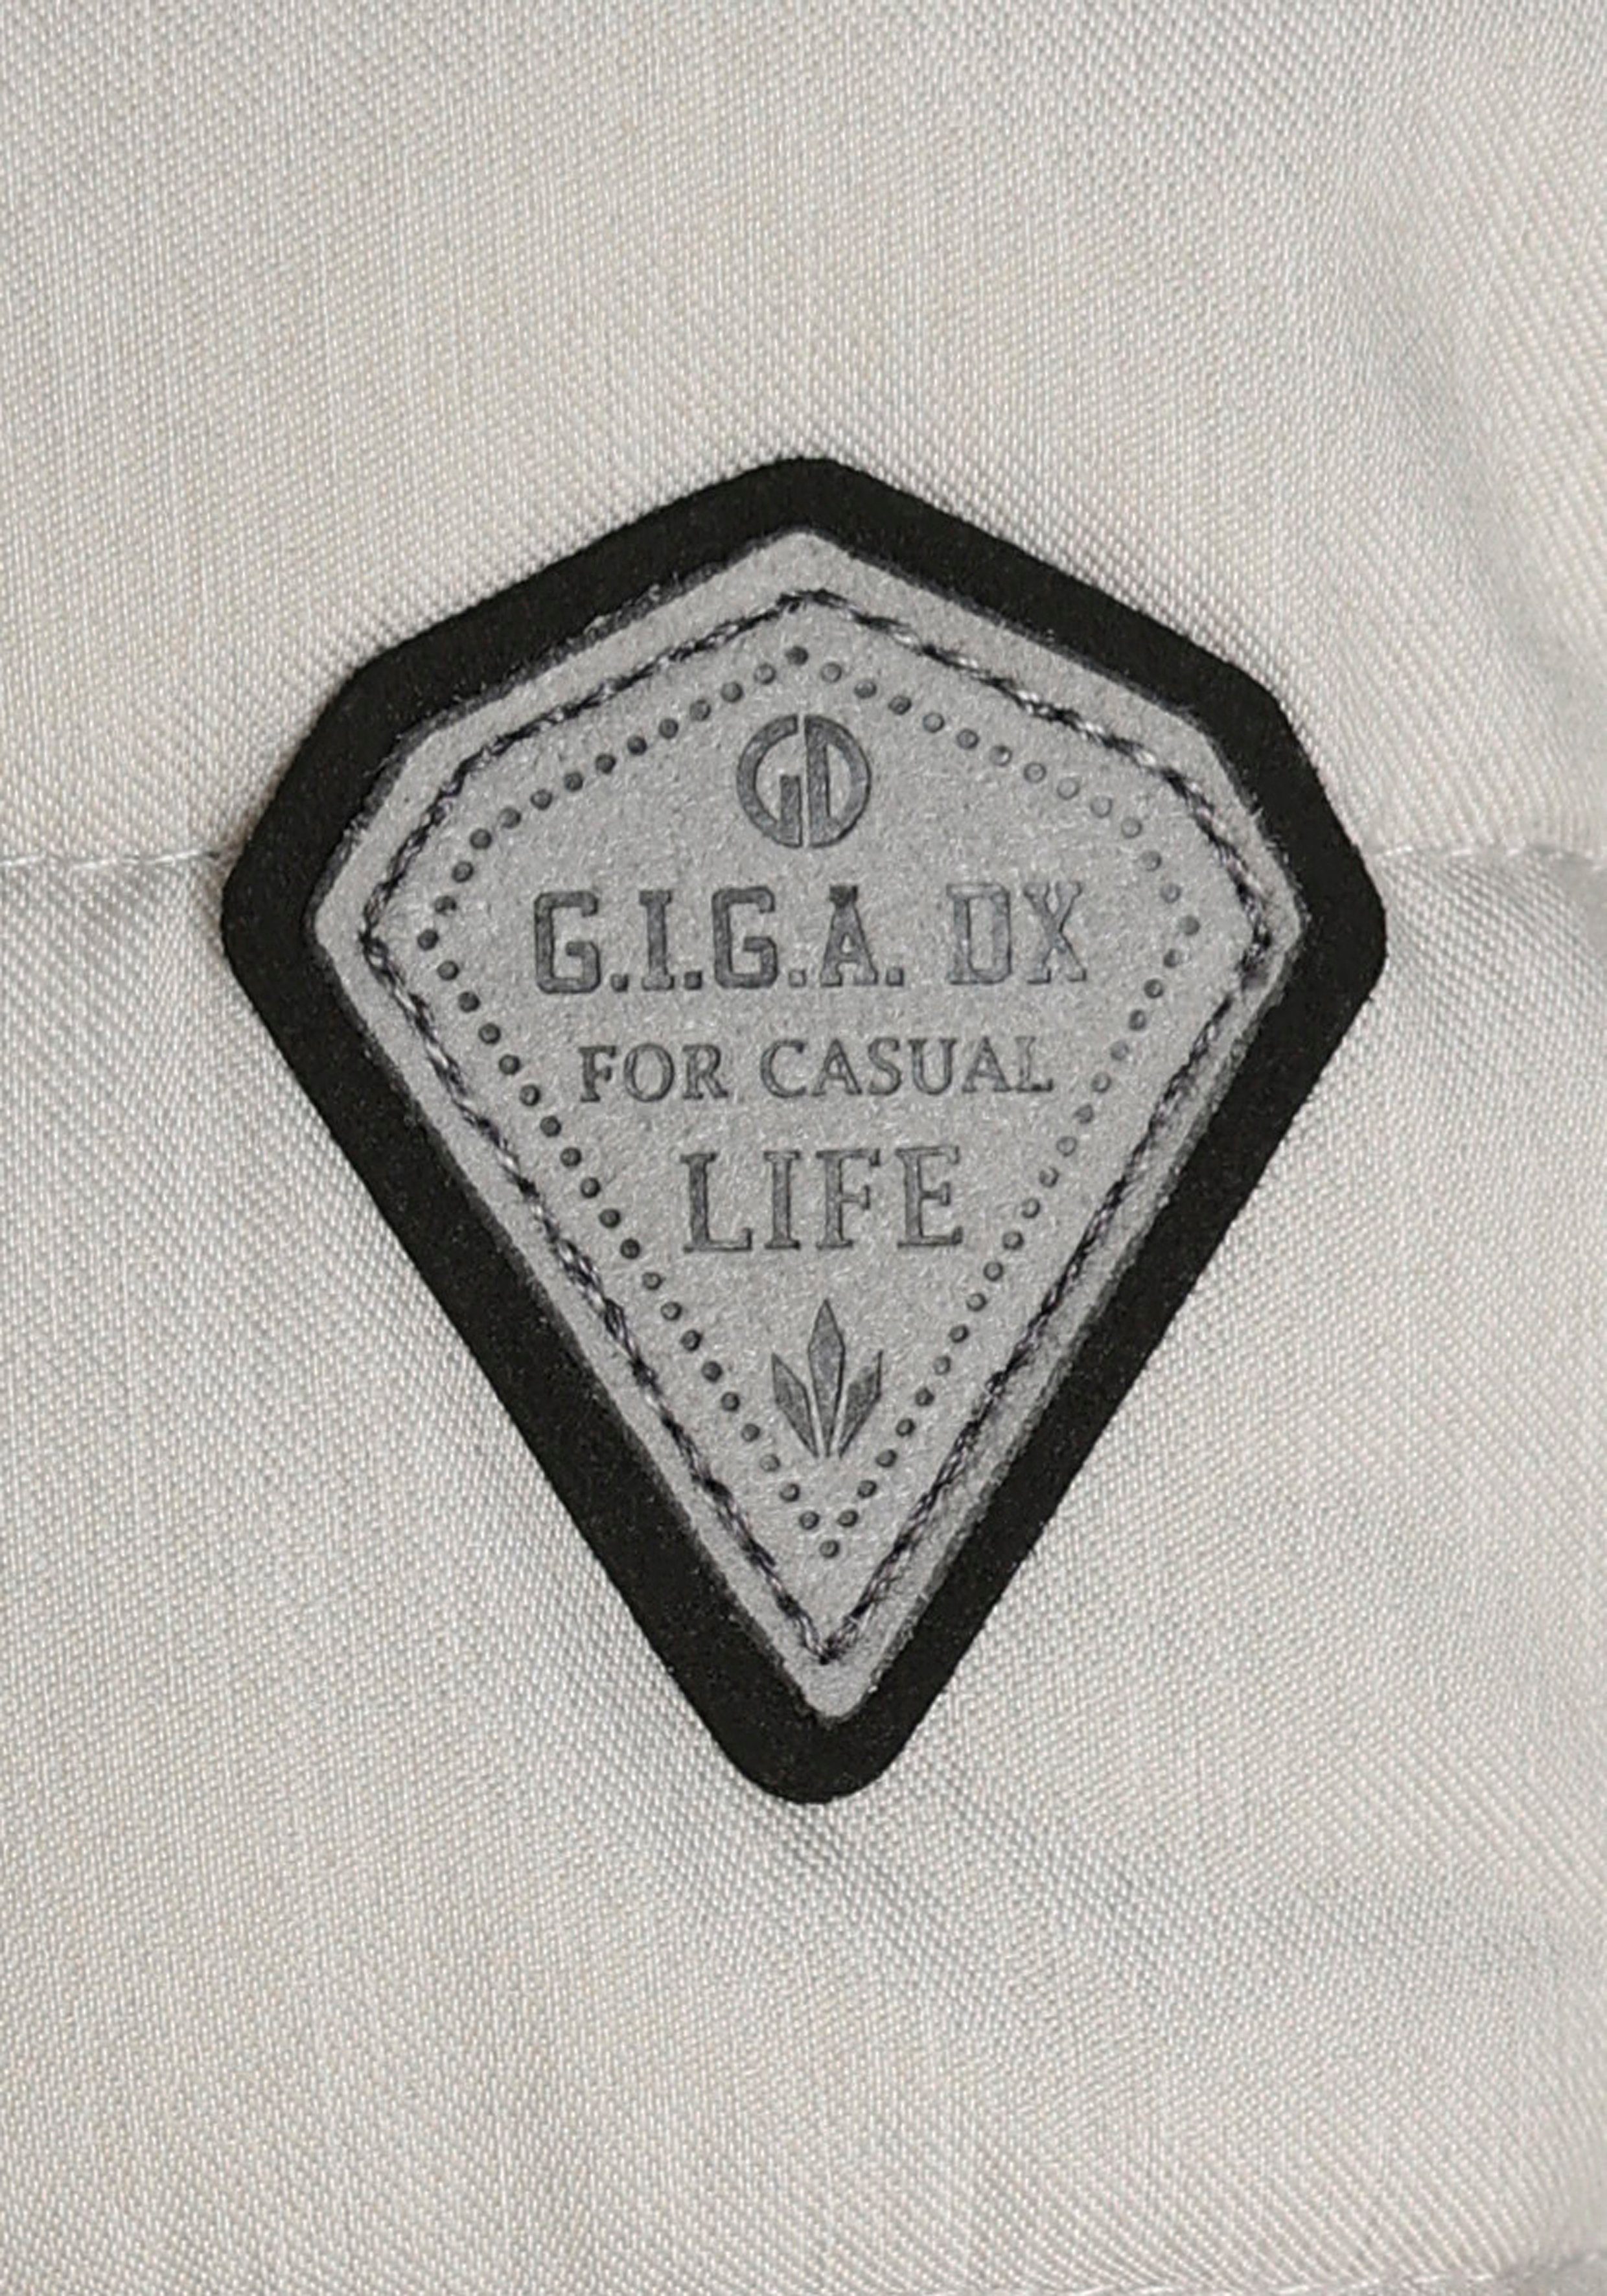 GD
G.I.G.A. DX
FOR CASUAL
LIFE